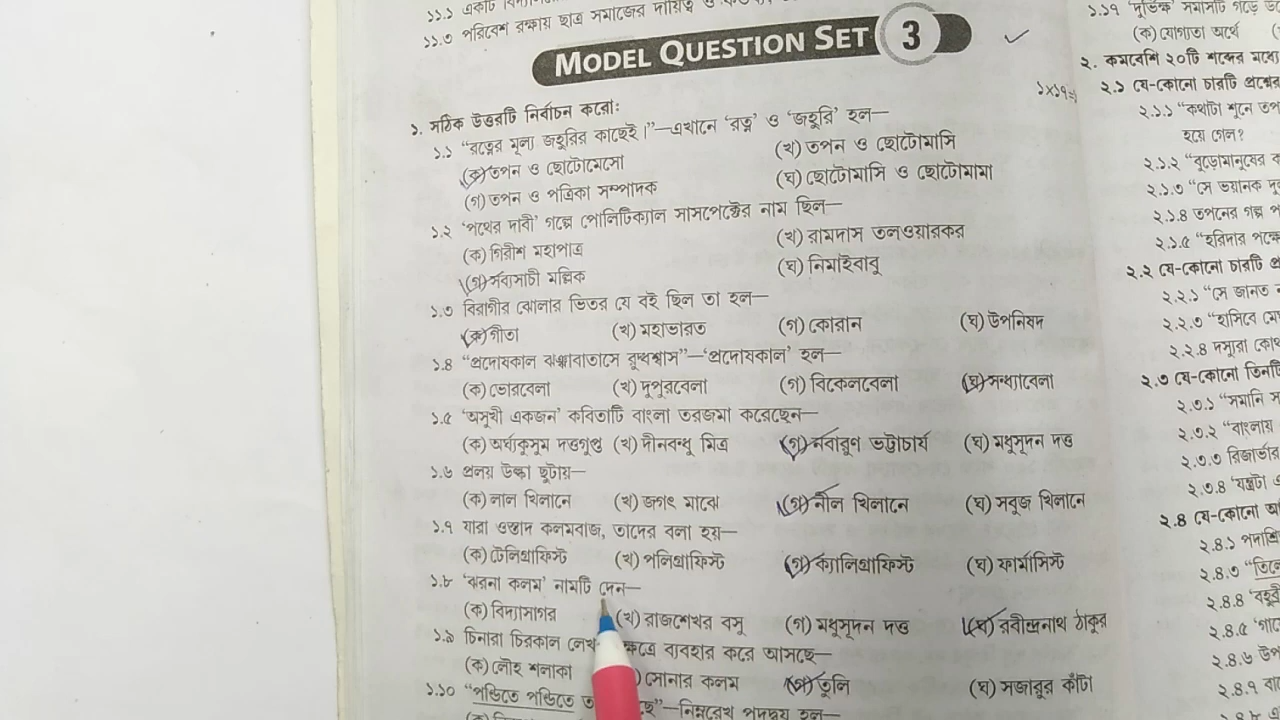 ১১.১ একটি
১১.৩ পরিবেশ রক্ষায় ছাত্র সমাজের দায়িত্ব
MODEL QUESTION SET 3
১×১৭=
১. সঠিক উত্তরটি নির্বাচন করো:
১.১ “রত্নের মূল্য জহুরির কাছেই।”—এখানে ‘রত্ন’ ও ‘জহুরি’ হল—
(ক) তপন ও ছোটোমেসো (খ) তপন ও ছোটোমাসি
(গ) তপন ও পত্রিকা সম্পাদক (ঘ) ছোটোমাসি ও ছোটোমামা
১.২ ‘পথের দাবী’ গল্পে পোলিটিক্যাল সাসপেক্টের নাম ছিল—
(ক) গিরীশ মহাপাত্র (খ) রামদাস তলওয়ারকর
(গ) সব্যসাচী মল্লিক (ঘ) নিমাইবাবু
১.৩ বিরাগীর ঝোলার ভিতর যে বই ছিল তা হল—
(ক) গীতা (খ) মহাভারত (গ) কোরান (ঘ) উপনিষদ
১.৪ “প্রদোষকাল ঝঞ্ঝাবাতাসে রুদ্ধশ্বাস”—‘প্রদোষকাল’ হল—
(ক) ভোরবেলা (খ) দুপুরবেলা (গ) বিকেলবেলা (ঘ) সন্ধ্যাবেলা
১.৫ ‘অসুখী একজন’ কবিতাটি বাংলা তরজমা করেছেন—
(ক) অর্ঘ্যকুসুম দত্তগুপ্ত (খ) দীনবন্ধু মিত্র (গ) নবারুণ ভট্টাচার্য (ঘ) মধুসূদন দত্ত
১.৬ প্রলয় উল্কা ছুটায়—
(ক) লাল খিলানে (খ) জগৎ মাঝে (গ) নীল খিলানে (ঘ) সবুজ খিলানে
১.৭ যারা ওস্তাদ কলমবাজ, তাদের বলা হয়—
(ক) টেলিগ্রাফিস্ট (খ) পলিগ্রাফিস্ট (গ) ক্যালিগ্রাফিস্ট (ঘ) ফার্মাসিস্ট
১.৮ ‘ঝরনা কলম’ নামটি দেন—
(ক) বিদ্যাসাগর (খ) রাজশেখর বসু (গ) মধুসূদন দত্ত (ঘ) রবীন্দ্রনাথ ঠাকুর
১.৯ চিনারা চিরকাল ব্যবহার করে আসছে—
(ক) লৌহ শলাকা সোনার কলম (গ) তুলি (ঘ) সজারুর কাঁটা
১.১০ “পণ্ডিতে পণ্ডিতে —নিম্নরেখ পদদ্বয় হল—
১.১৭
(ক) যোগ্যতা অর্থে
২. কমবেশি ২০টি শব্দের মধ্যে
২.১ যে-কোনো চারটি প্রশ্নের
২.১.১ “কথাটা শুনে
হয়ে গেল?
২.১.২ “বুড়োমানুষের
২.১.৩ “সে ভয়ানক
২.১.৪ তপনের গল্প
২.১.৫ “হরিদার পক্ষে
২.২ যে-কোনো চারটি
২.২.১ “সে জানত
২.২.৩ “হাসিবে
২.২.৪ দস্যুরা
২.৩ যে-কোনো তিনটি
২.৩.১ “সমানি
২.৩.২ “বাংলায়
২.৩.৩ রিজার্ভার
২.৩.৪
২.৪ যে-কোনো
২.৪.১
২.৪.৩
২.৪.৪
২.৪.৫
২.৪.৬
২.৪.৭